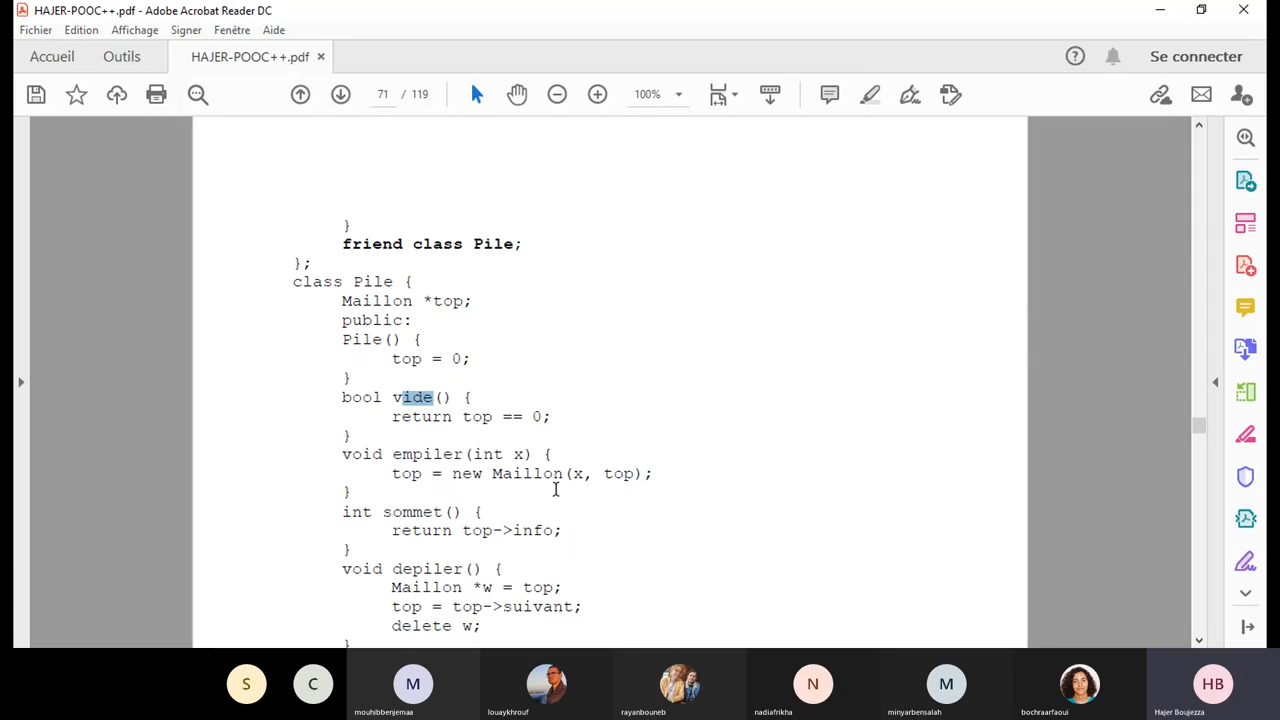 HAJER-POOC++.pdf - Adobe Acrobat Reader DC
Fichier Edition Affichage Signer Fenêtre Aide
Accueil Outils HAJER-POOC++.pdf × Se connecter
71 / 119 100%
}
friend class Pile;
};
class Pile {
Maillon *top;
public:
Pile() {
top = 0;
}
bool vide() {
return top == 0;
}
void empiler(int x) {
top = new Maillon(x, top);
}
int sommet() {
return top->info;
}
void depiler() {
Maillon *w = top;
top = top->suivant;
delete w;
}
S C M N M HB
mouhibbenjemaa louaykhrouf rayanbouneb nadiafrikha minyarbensalah bochraarfaoui Hajer Boujezza